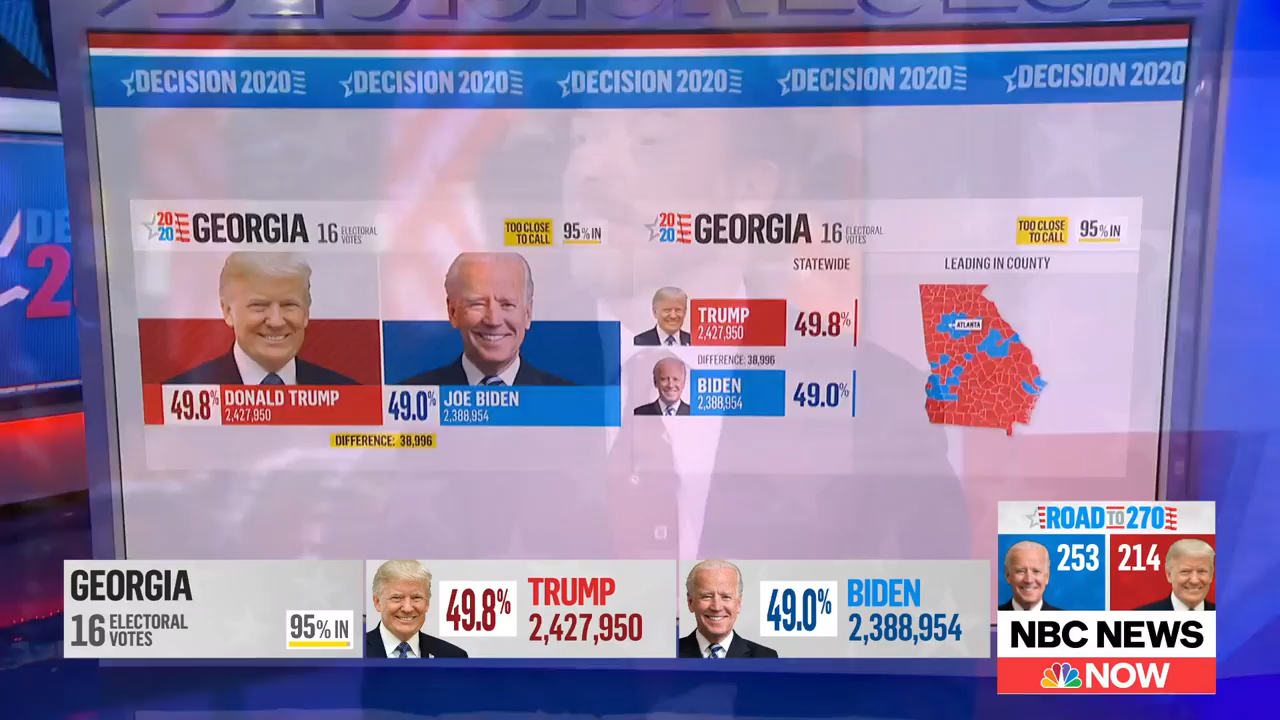 DECISION 2020 DECISION 2020 DECISION 2020 DECISION 2020 DECISION 2020
2020 GEORGIA 16 ELECTORAL VOTES TOO CLOSE TO CALL 95% IN
49.8% DONALD TRUMP
2,427,950
49.0% JOE BIDEN
2,388,954
DIFFERENCE: 38,996
2020 GEORGIA 16 ELECTORAL VOTES TOO CLOSE TO CALL 95% IN
STATEWIDE
TRUMP
2,427,950
49.8%
DIFFERENCE: 38,996
BIDEN
2,388,954
49.0%
LEADING IN COUNTY
ATLANTA
GEORGIA
16 ELECTORAL VOTES
95% IN
49.8% TRUMP
2,427,950
49.0% BIDEN
2,388,954
ROAD TO 270
253 214
NBC NEWS
NOW